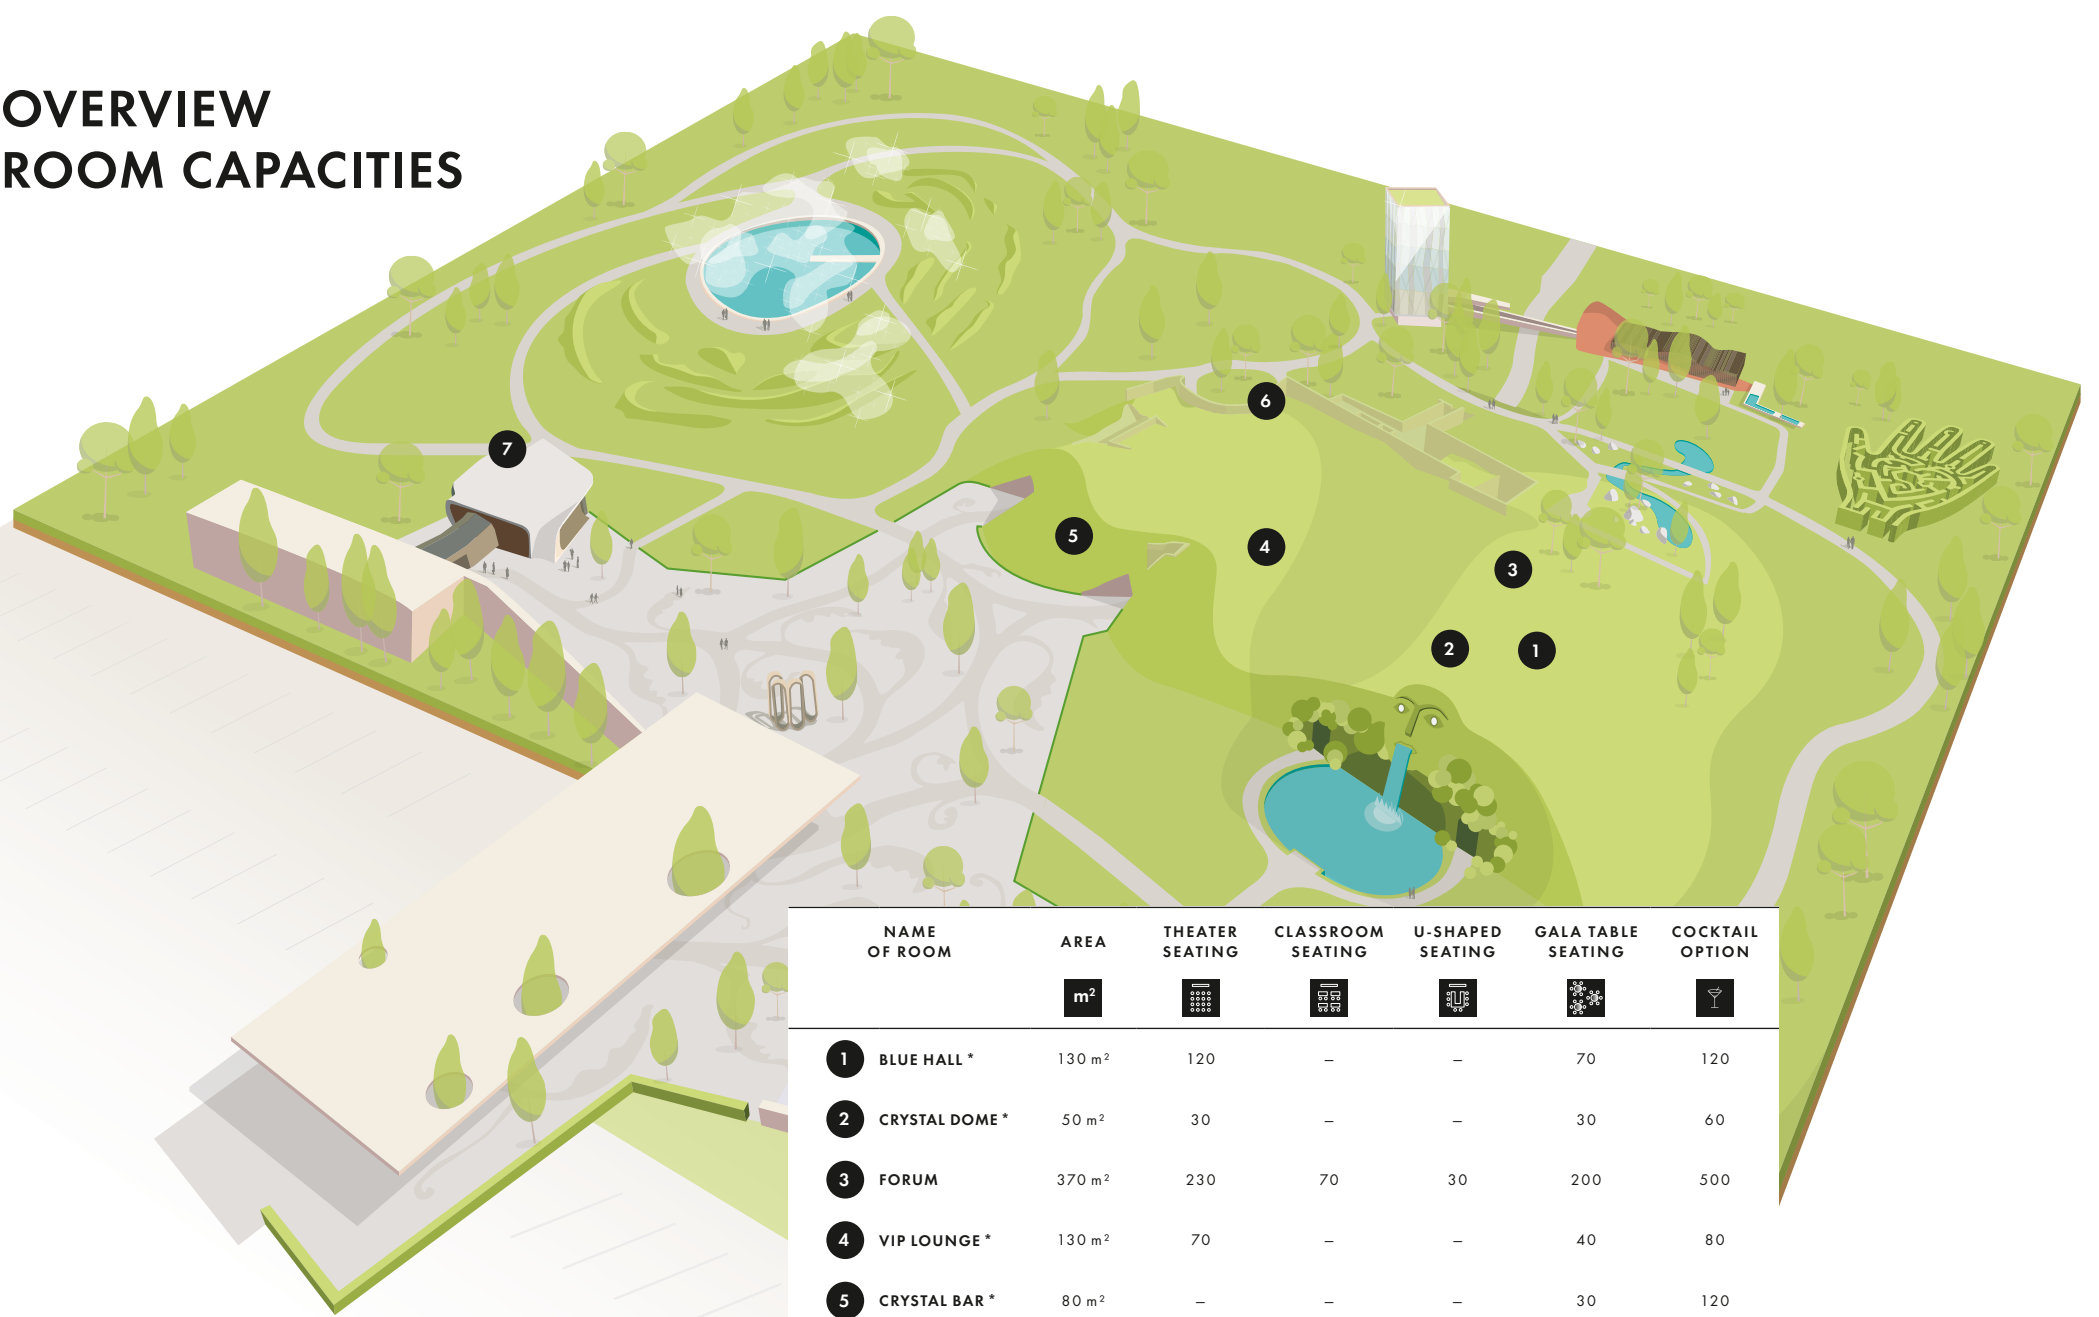 OVERVIEW
ROOM CAPACITIES
6
7
5
4
3
2
1
NAME OF ROOM
AREA
THEATER SEATING
CLASSROOM SEATING
U-SHAPED SEATING
GALA TABLE SEATING
COCKTAIL OPTION
m²
1 BLUE HALL * 130 m² 120 – – 70 120
2 CRYSTAL DOME * 50 m² 30 – – 30 60
3 FORUM 370 m² 230 70 30 200 500
4 VIP LOUNGE * 130 m² 70 – – 40 80
5 CRYSTAL BAR * 80 m² – – – 30 120